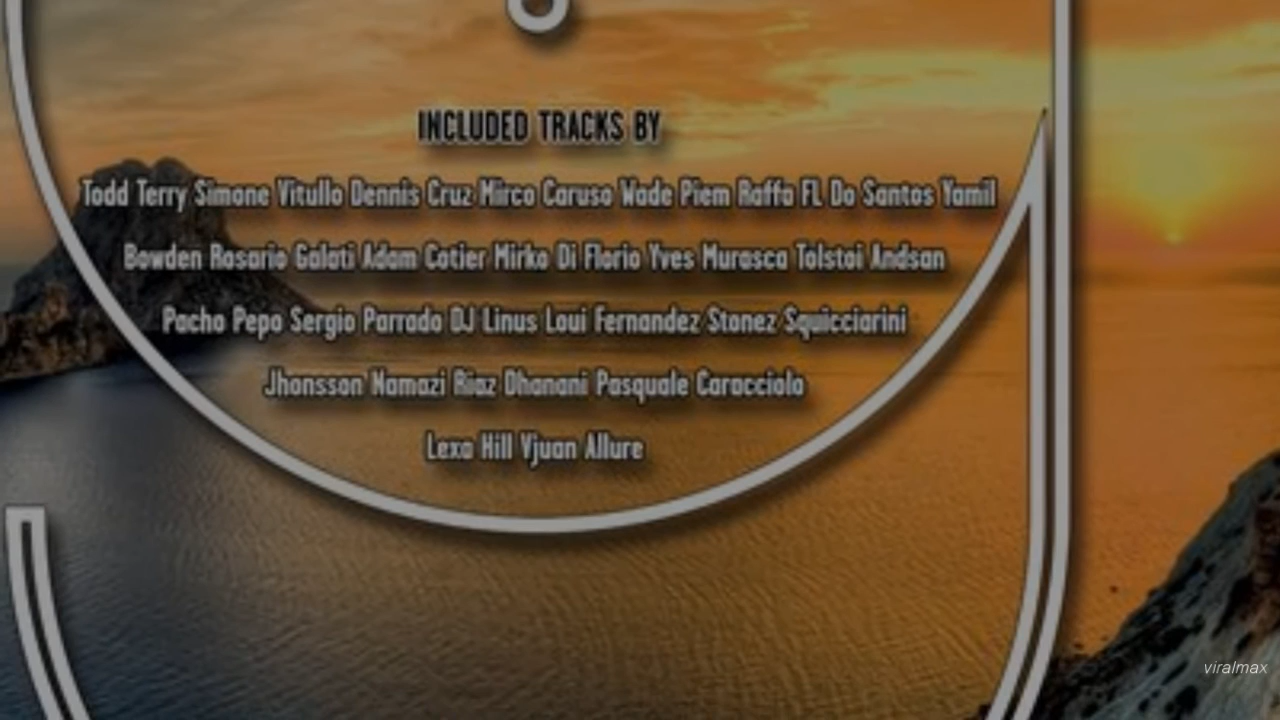 INCLUDED TRACKS BY
Todd Terry Simone Vitullo Dennis Cruz Mirco Caruso Wade Piem Raffa FL Do Santos Yamil
Bowden Rosario Galati Adam Cotier Mirko Di Florio Yves Murasca Tolstoi Andsan
Pacho Pepo Sergio Parrado DJ Linus Loui Fernandez Stonez Squicciarini
Jhonsson Namazi Riaz Dhanani Pasquale Caracciolo
Lexa Hill Vjuan Allure
viralmax